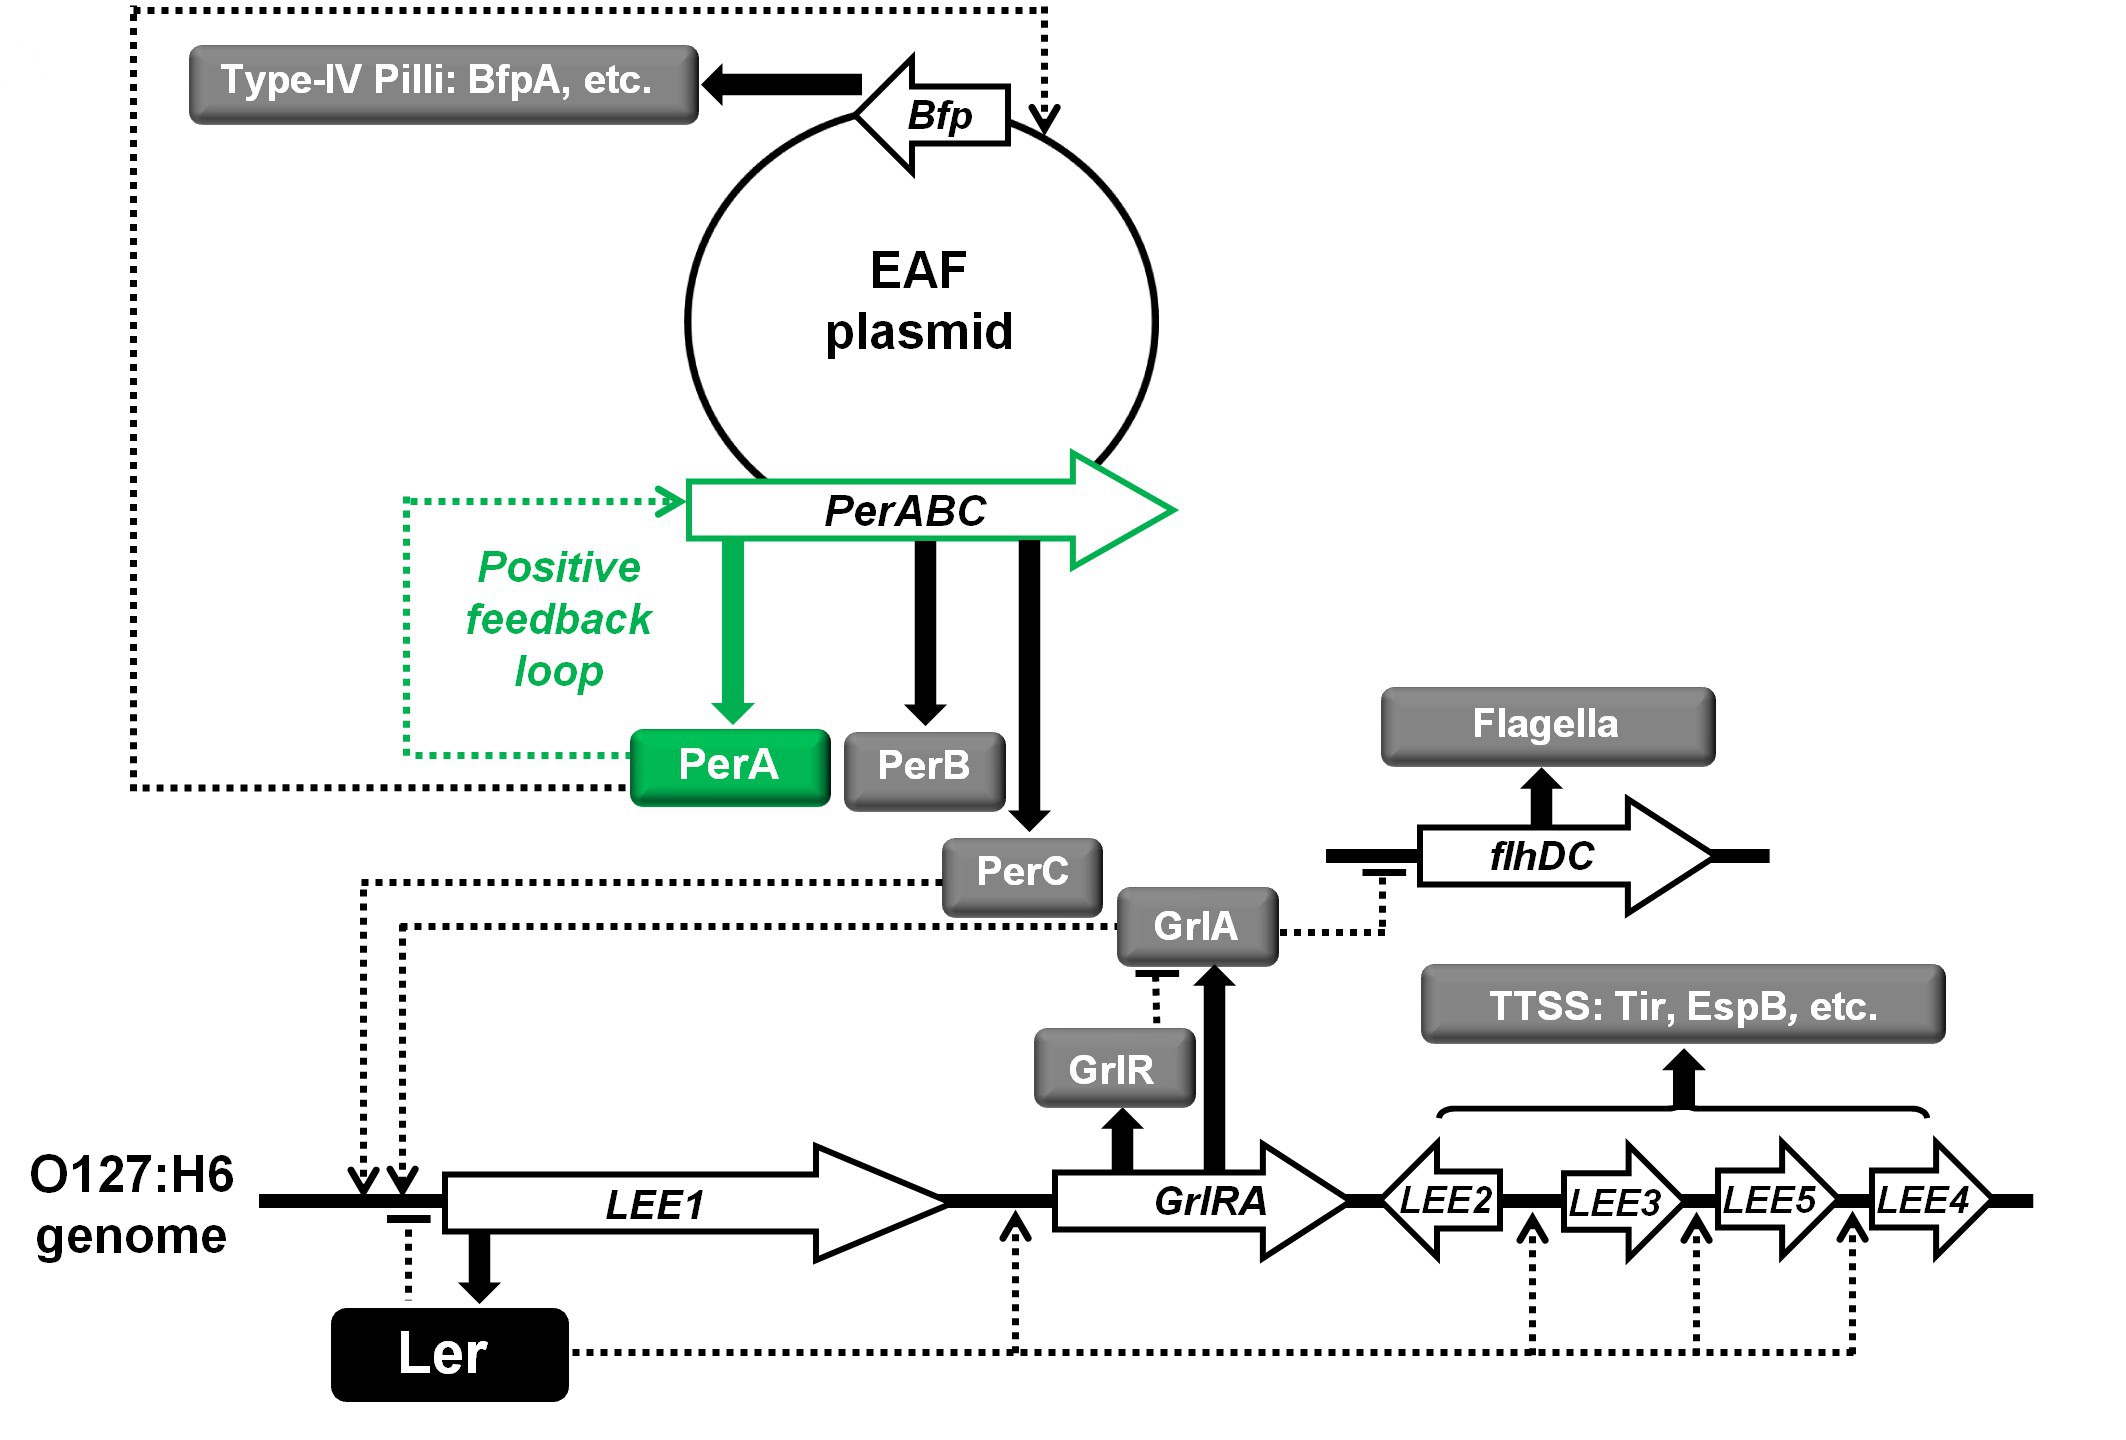 Type-IV Pilli: BfpA, etc.
Bfp
EAF
plasmid
PerABC
Positive
feedback
loop
PerA
PerB
PerC
Flagella
flhDC
GrlA
TTSS: Tir, EspB, etc.
GrlR
O127:H6
genome
LEE1
GrlRA
LEE2
LEE3
LEE5
LEE4
Ler